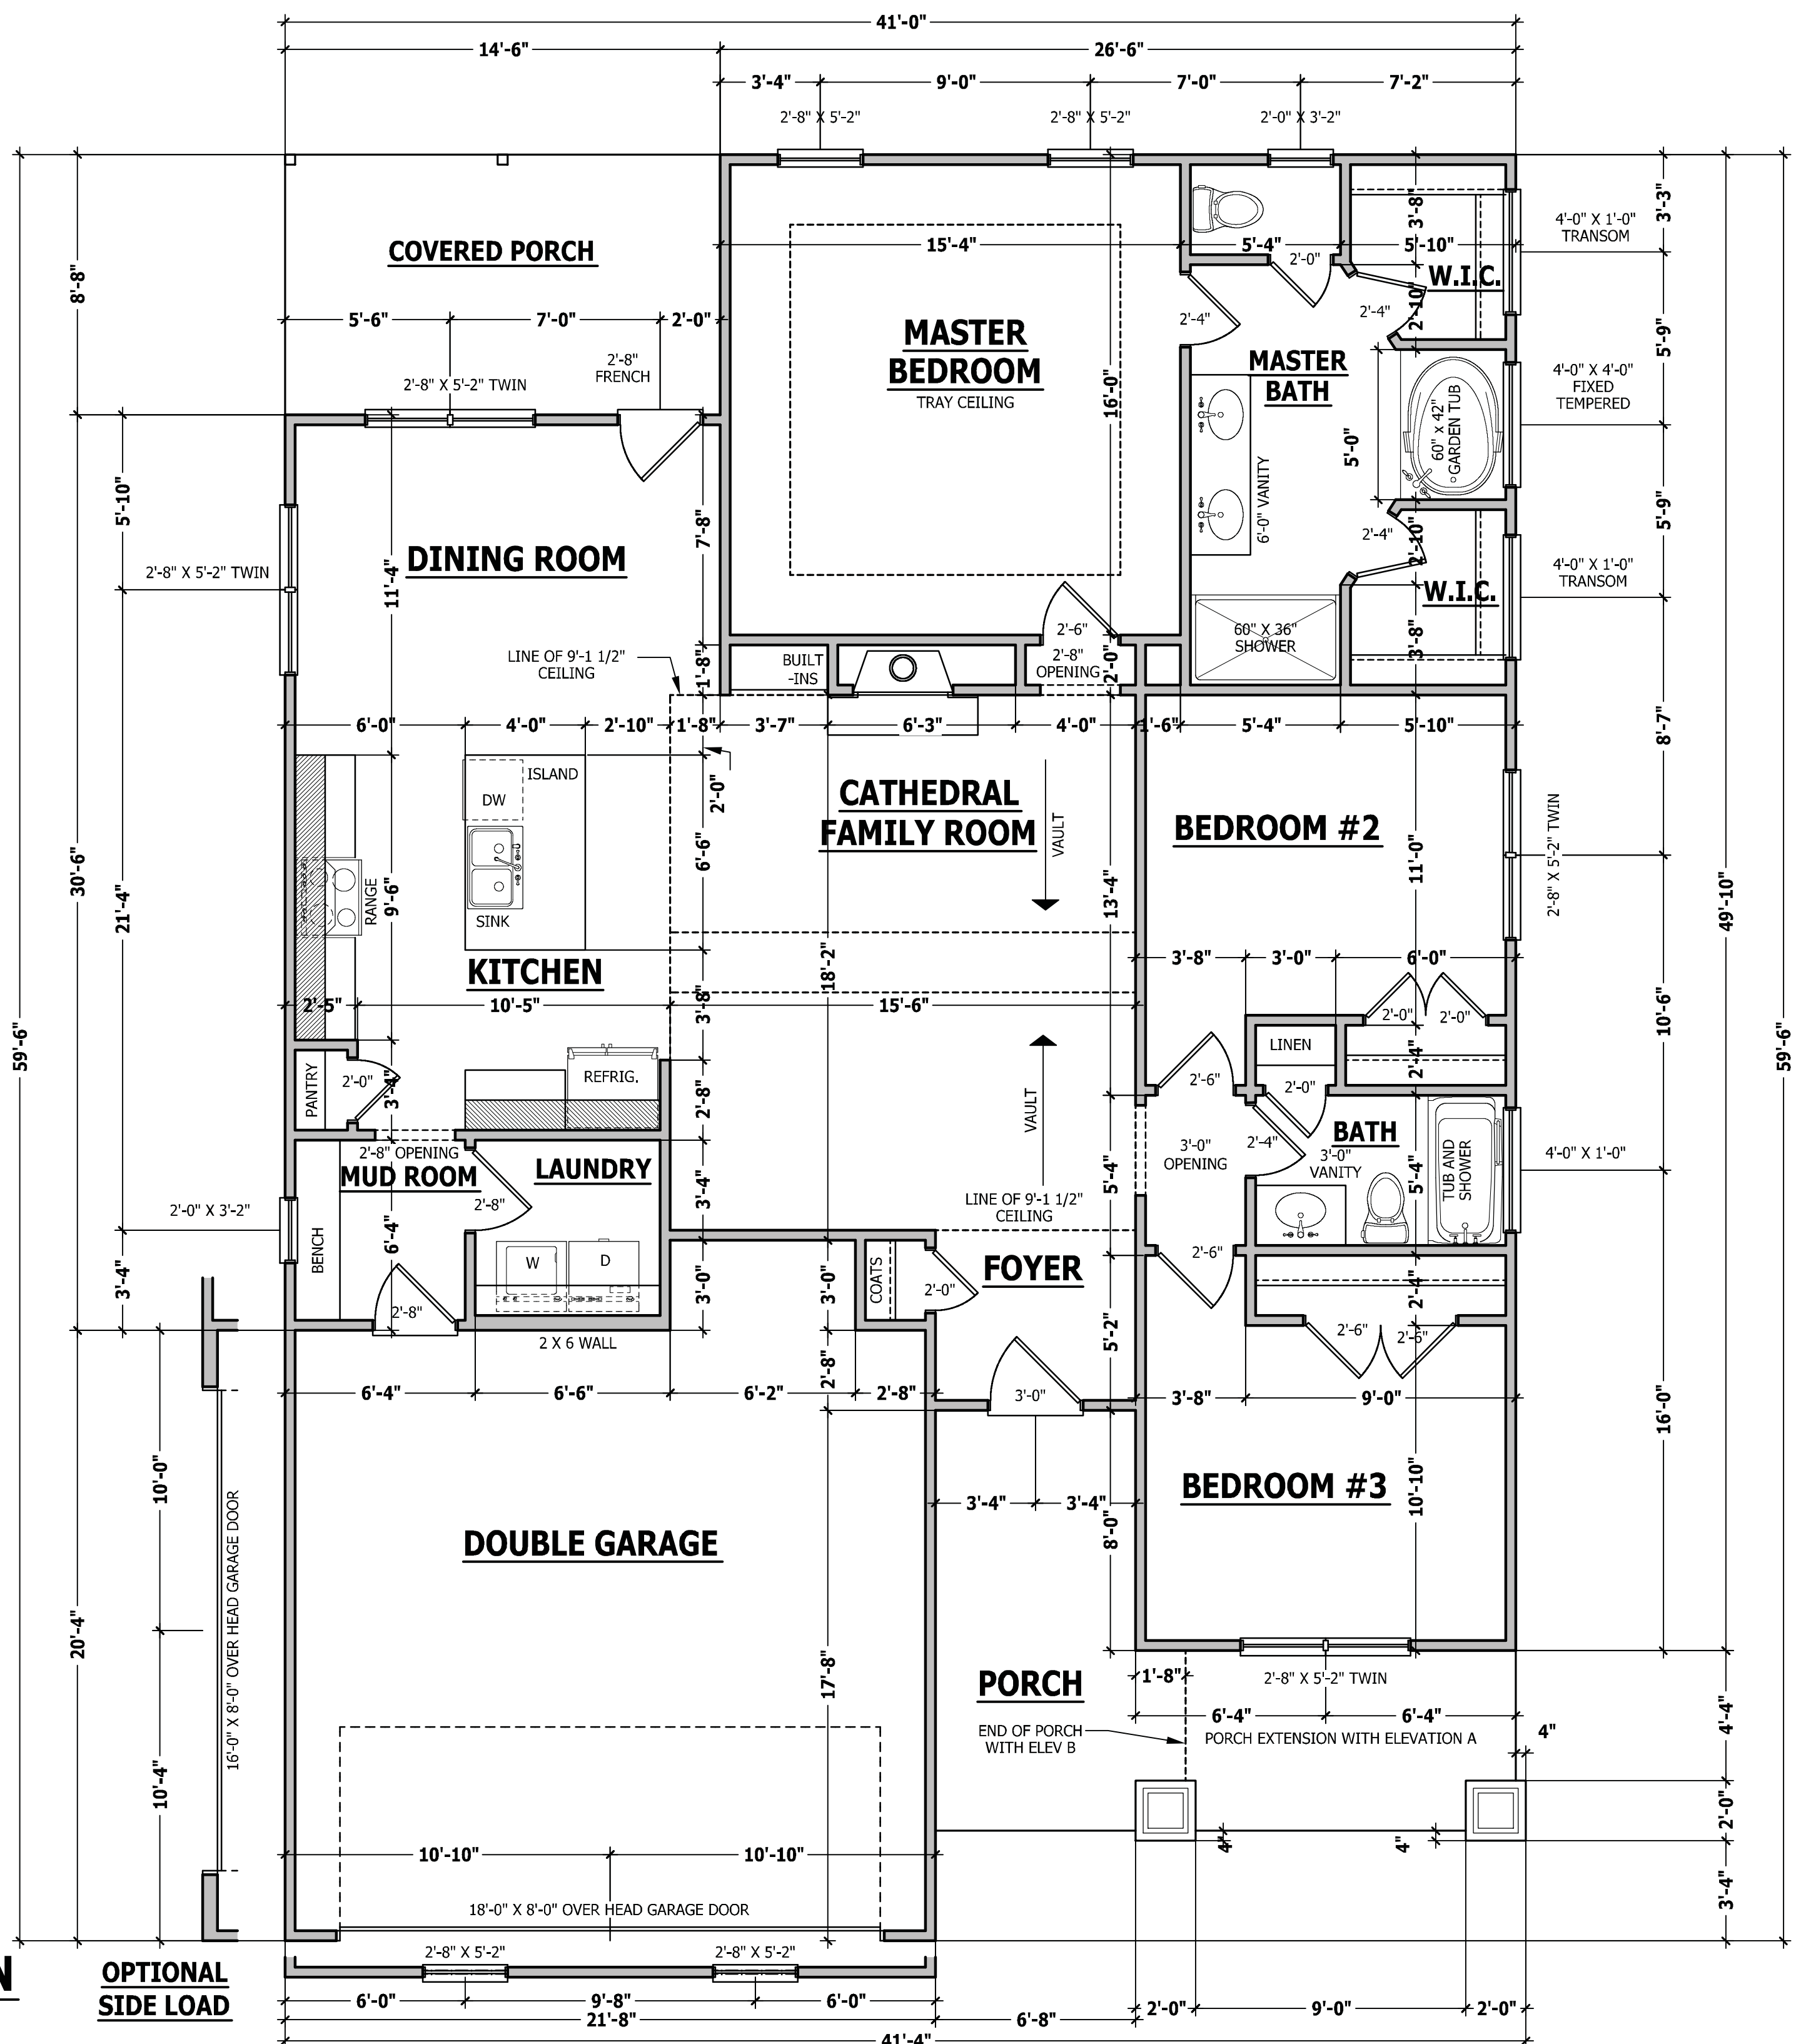 41'-0"
14'-6"
26'-6"
3'-4"
9'-0"
7'-0"
7'-2"
2'-8" X 5'-2"
2'-8" X 5'-2"
2'-0" X 3'-2"
COVERED PORCH
8'-8"
5'-6"
7'-0"
2'-0"
2'-8"
FRENCH
2'-8" X 5'-2" TWIN
15'-4"
5'-4"
5'-10"
3'-8"
2'-0"
W.I.C.
2'-10"
2'-4"
2'-4"
4'-0" X 1'-0"
TRANSOM
3'-3"
5'-9"
MASTER
BEDROOM
TRAY CEILING
16'-0"
MASTER
BATH
60" x 42"
GARDEN TUB
5'-0"
6'-0" VANITY
4'-0" X 4'-0"
FIXED
TEMPERED
5'-9"
5'-10"
7'-8"
DINING ROOM
11'-4"
2'-8" X 5'-2" TWIN
2'-4"
2'-10"
W.I.C.
4'-0" X 1'-0"
TRANSOM
3'-8"
60" X 36"
SHOWER
2'-6"
2'-8"
OPENING
2'-0"
BUILT
-INS
1'-8"
LINE OF 9'-1 1/2"
CEILING
6'-0"
4'-0"
2'-10"
1'-8"
3'-7"
6'-3"
4'-0"
1'-6"
5'-4"
5'-10"
8'-7"
ISLAND
DW
2'-0"
CATHEDRAL
FAMILY ROOM
VAULT
BEDROOM #2
2'-8" X 5'-2" TWIN
30'-6"
21'-4"
RANGE
9'-6"
SINK
6'-6"
13'-4"
11'-0"
49'-10"
KITCHEN
18'-2"
3'-8"
3'-0"
6'-0"
2'-5"
10'-5"
3'-8"
15'-6"
10'-6"
59'-6"
59'-6"
2'-0"
2'-0"
LINEN
2'-4"
PANTRY
2'-0"
3'-4"
REFRIG.
2'-8"
VAULT
2'-6"
2'-0"
2'-8" OPENING
MUD ROOM
LAUNDRY
2'-8"
3'-4"
3'-0"
OPENING
2'-4"
BATH
3'-0"
VANITY
5'-4"
5'-4"
TUB AND
SHOWER
4'-0" X 1'-0"
2'-0" X 3'-2"
LINE OF 9'-1 1/2"
CEILING
BENCH
6'-4"
W
D
3'-4"
3'-0"
3'-0"
COATS
2'-0"
FOYER
2'-6"
2'-4"
2'-8"
2 X 6 WALL
5'-2"
2'-6"
2'-6"
6'-4"
6'-6"
6'-2"
2'-8"
2'-8"
3'-0"
3'-8"
9'-0"
16'-0"
10'-0"
16'-0" X 8'-0" OVER HEAD GARAGE DOOR
20'-4"
DOUBLE GARAGE
3'-4"
3'-4"
8'-0"
BEDROOM #3
10'-10"
17'-8"
PORCH
1'-8"
2'-8" X 5'-2" TWIN
6'-4"
6'-4"
END OF PORCH
WITH ELEV B
PORCH EXTENSION WITH ELEVATION A
4"
4'-4"
10'-4"
2'-0"
4"
4"
10'-10"
10'-10"
3'-4"
18'-0" X 8'-0" OVER HEAD GARAGE DOOR
2'-8" X 5'-2"
2'-8" X 5'-2"
N
OPTIONAL
SIDE LOAD
6'-0"
9'-8"
6'-0"
2'-0"
9'-0"
2'-0"
21'-8"
6'-8"
41'-4"